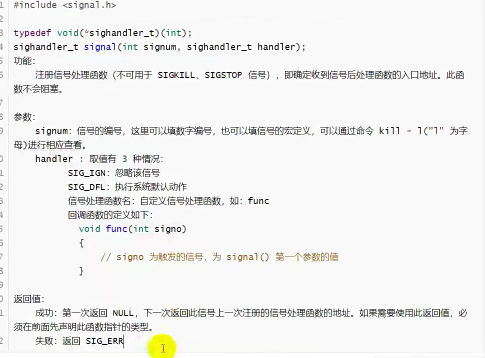 #include <signal.h>
typedef void(*sighandler_t)(int);
sighandler_t signal(int signum, sighandler_t handler);
功能:
注册信号处理函数（不可用于 SIGKILL、SIGSTOP 信号），即确定收到信号后处理函数的入口地址。此函
数不会阻塞。
参数:
signum：信号的编号，这里可以填数字编号，也可以填信号的宏定义，可以通过命令 kill - l("l" 为字
母)进行相应查看。
handler : 取值有 3 种情况:
SIG_IGN：忽略该信号
SIG_DFL：执行系统默认动作
信号处理函数名：自定义信号处理函数，如：func
回调函数的定义如下:
void func(int signo)
{
// signo 为触发的信号，为 signal() 第一个参数的值
}
返回值:
成功：第一次返回 NULL，下一次返回此信号上一次注册的信号处理函数的地址。如果需要使用此返回值，必
须在前面先声明此函数指针的类型。
失败：返回 SIG_ERR